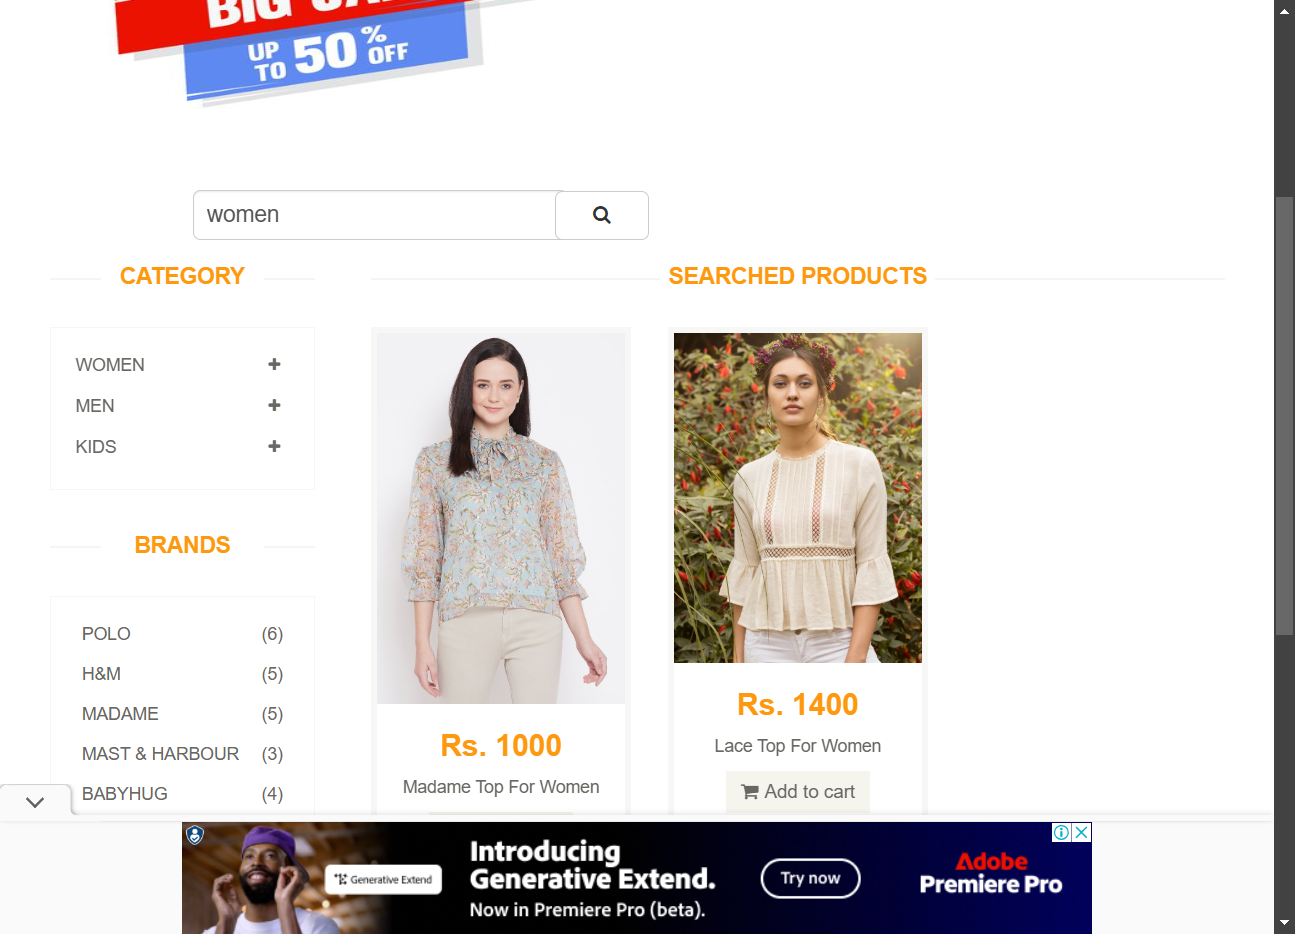 UP TO 50% OFF
women
CATEGORY
WOMEN
MEN
KIDS
BRANDS
POLO (6)
H&M (5)
MADAME (5)
MAST & HARBOUR (3)
BABYHUG (4)
SEARCHED PRODUCTS
Rs. 1000
Madame Top For Women
Rs. 1400
Lace Top For Women
Add to cart
Generative Extend
Introducing
Generative Extend.
Now in Premiere Pro (beta).
Try now
Adobe
Premiere Pro